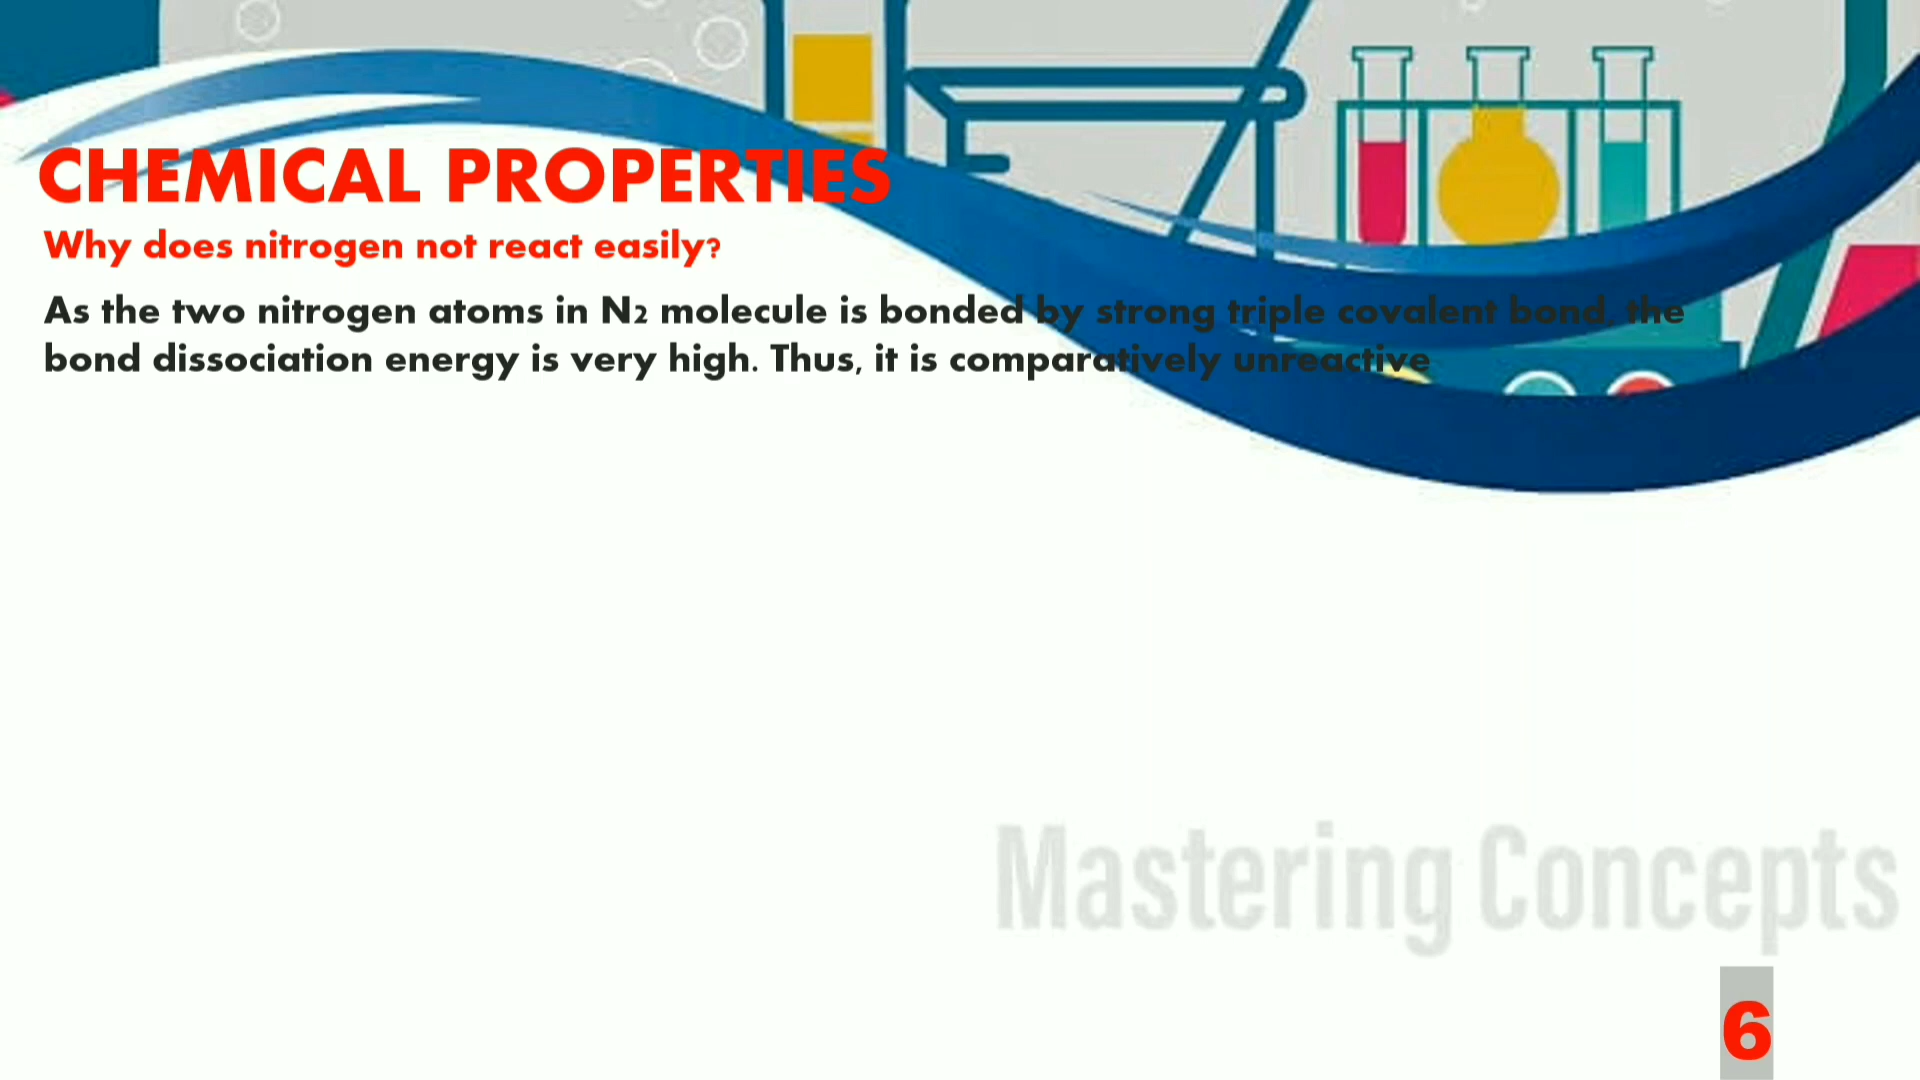 CHEMICAL PROPERTIES
Why does nitrogen not react easily?
As the two nitrogen atoms in N₂ molecule is bonded by strong triple covalent bond, the
bond dissociation energy is very high. Thus, it is comparatively unreactive
Mastering Concepts
6